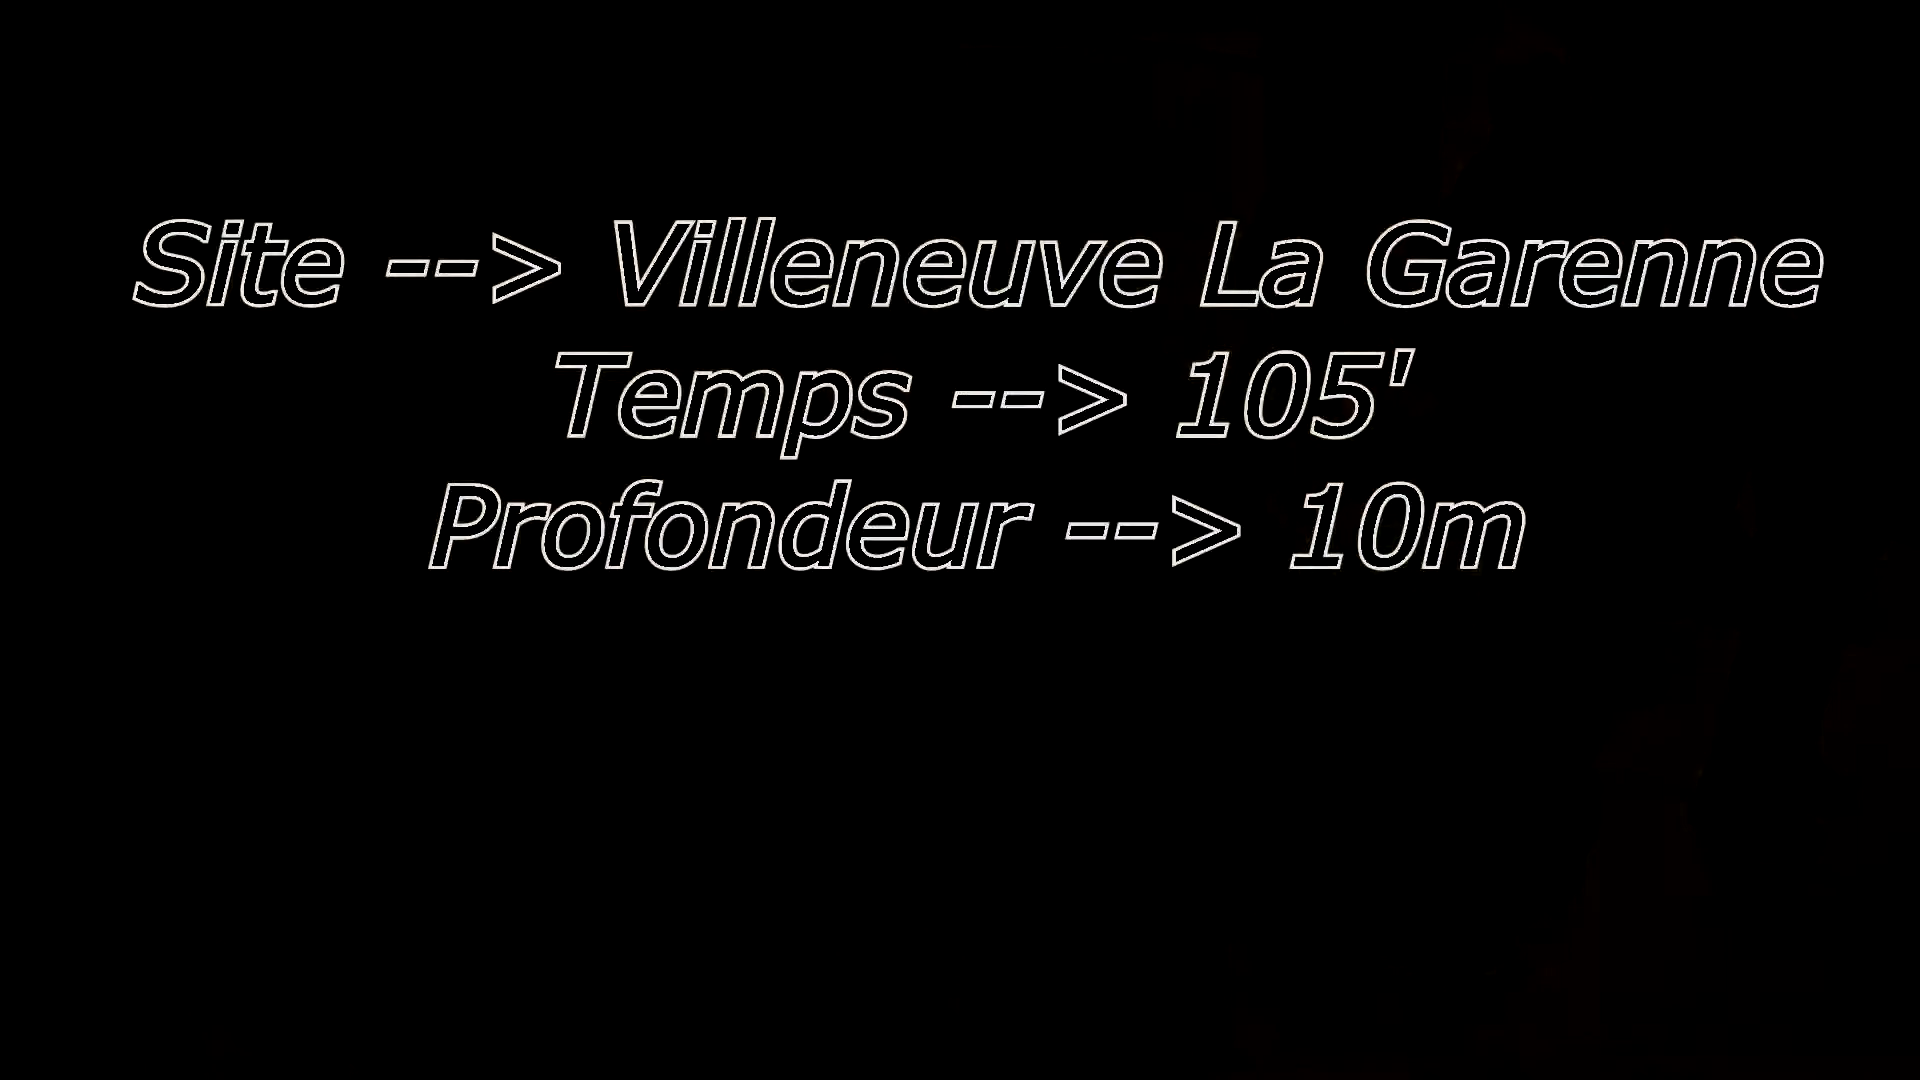 Site --> Villeneuve La Garenne
Temps --> 105'
Profondeur --> 10m